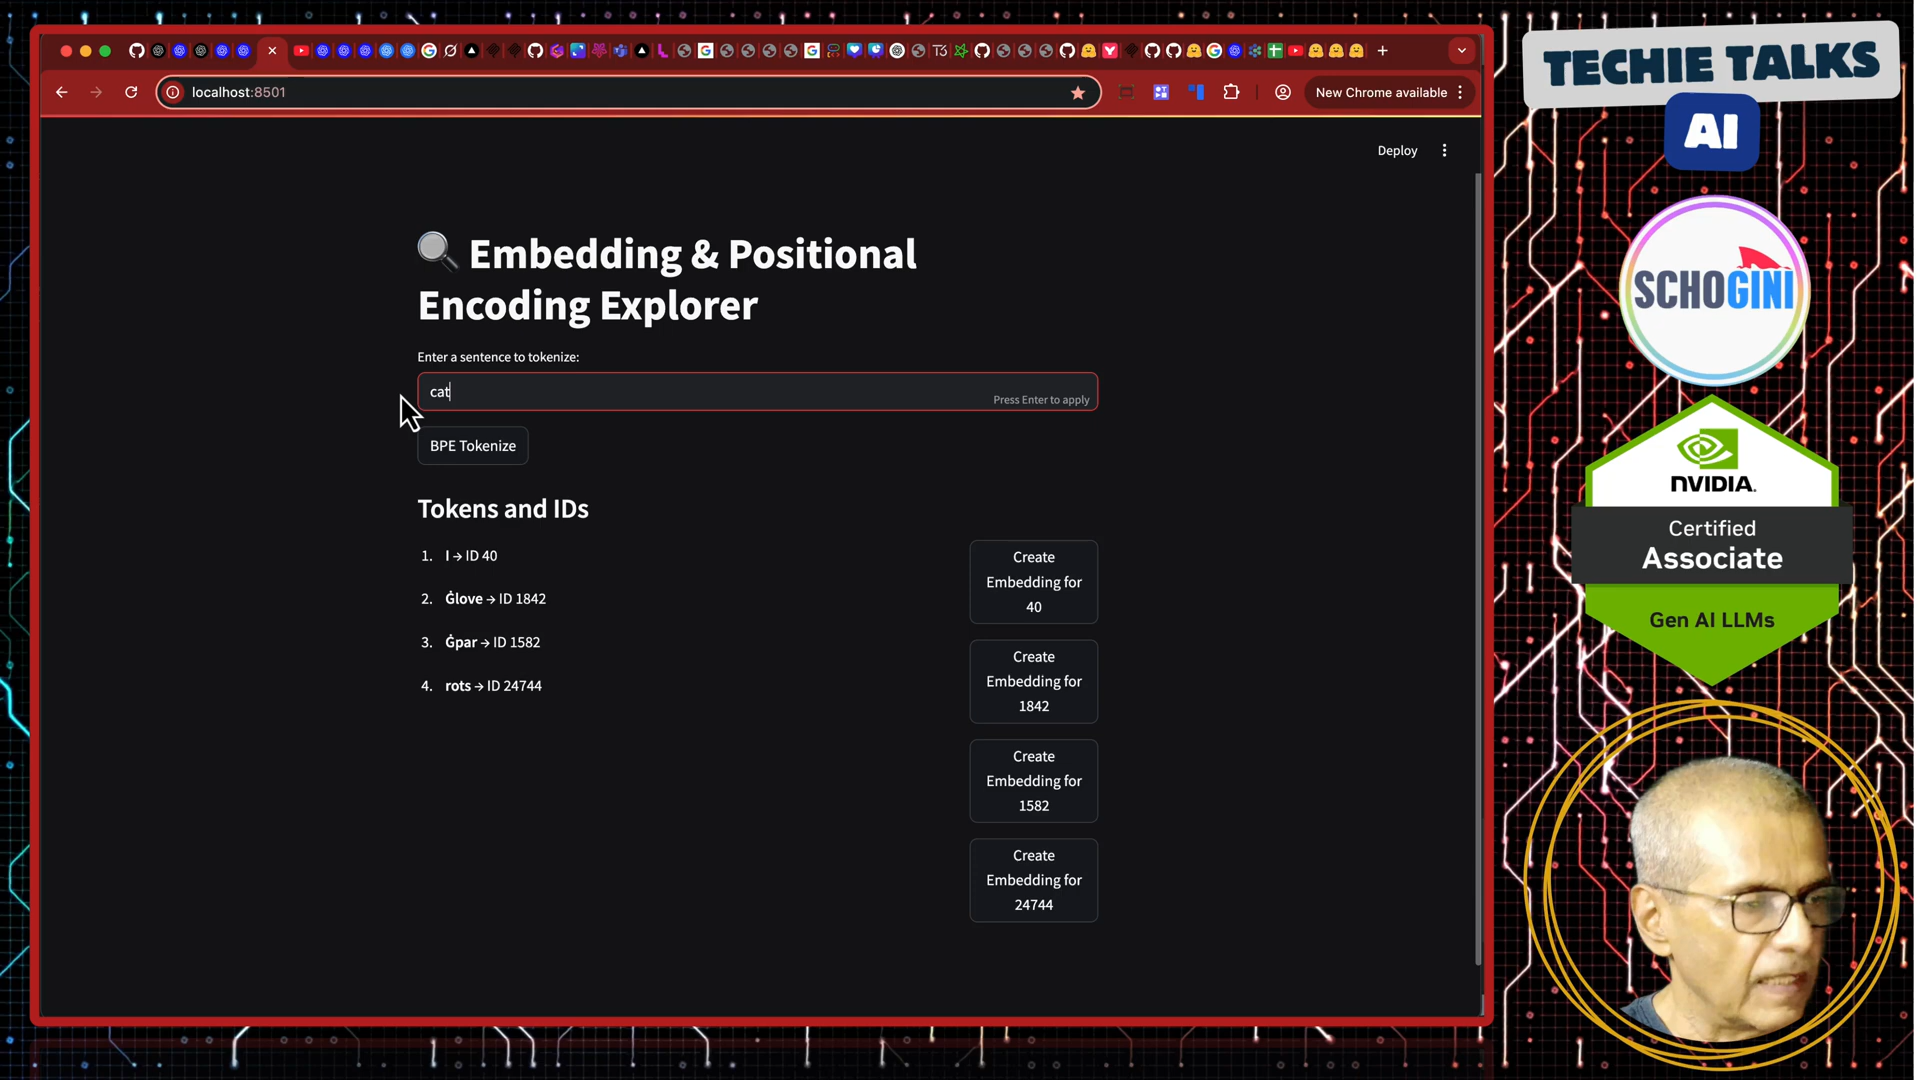 localhost:8501
New Chrome available
Deploy
Embedding & Positional
Encoding Explorer
Enter a sentence to tokenize:
cat
Press Enter to apply
BPE Tokenize
Tokens and IDs
1. I → ID 40
2. Ġlove → ID 1842
3. Ġpar → ID 1582
4. rots → ID 24744
Create
Embedding for
40
Create
Embedding for
1842
Create
Embedding for
1582
Create
Embedding for
24744
TECHIE TALKS
AI
SCHOGINI
NVIDIA.
Certified
Associate
Gen AI LLMs